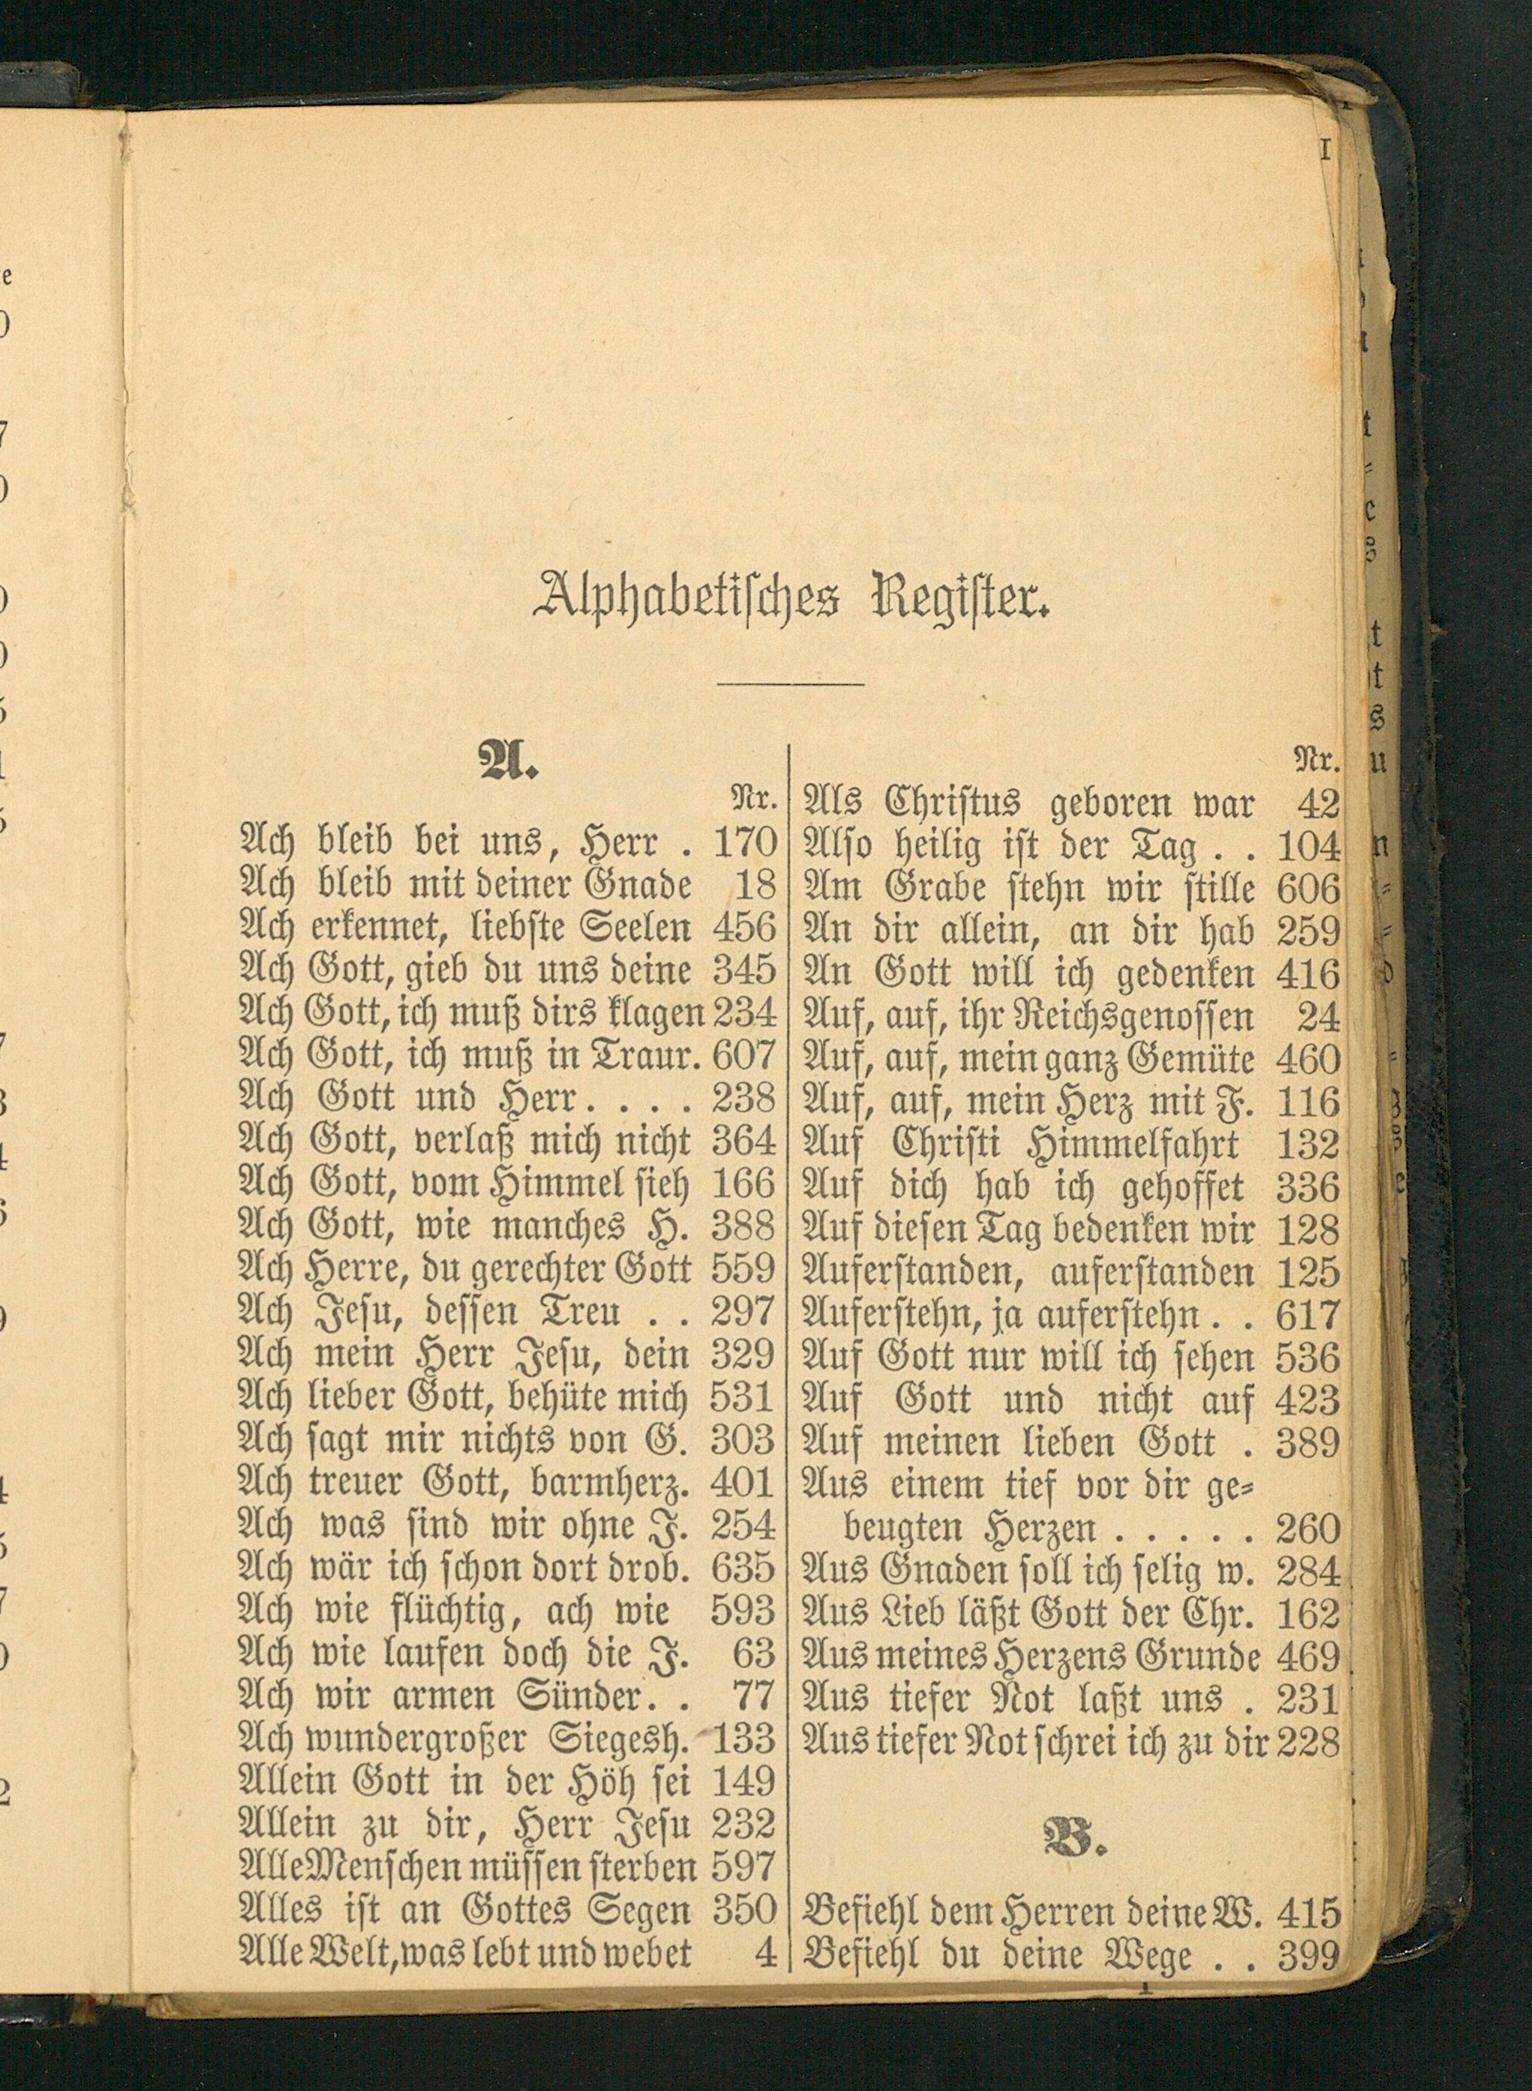 Alphabetisches Register.
A.
Nr.
Ach bleib bei uns, Herr . 170
Ach bleib mit deiner Gnade 18
Ach erkennet, liebste Seelen 456
Ach Gott, gieb du uns deine 345
Ach Gott, ich muß dirs klagen 234
Ach Gott, ich muß in Traur. 607
Ach Gott und Herr. . . . 238
Ach Gott, verlaß mich nicht 364
Ach Gott, vom Himmel sieh 166
Ach Gott, wie manches H. 388
Ach Herre, du gerechter Gott 559
Ach Jesu, dessen Treu . . 297
Ach mein Herr Jesu, dein 329
Ach lieber Gott, behüte mich 531
Ach sagt mir nichts von G. 303
Ach treuer Gott, barmherz. 401
Ach was sind wir ohne J. 254
Ach wär ich schon dort drob. 635
Ach wie flüchtig, ach wie 593
Ach wie laufen doch die J. 63
Ach wir armen Sünder. . 77
Ach wundergroßer Siegesh. 133
Allein Gott in der Höh sei 149
Allein zu dir, Herr Jesu 232
Alle Menschen müssen sterben 597
Alles ist an Gottes Segen 350
Alle Welt, was lebt und webet 4
Nr.
Als Christus geboren war 42
Also heilig ist der Tag . . 104
Am Grabe stehn wir stille 606
An dir allein, an dir hab 259
An Gott will ich gedenken 416
Auf, auf, ihr Reichsgenossen 24
Auf, auf, mein ganz Gemüte 460
Auf, auf, mein Herz mit F. 116
Auf Christi Himmelfahrt 132
Auf dich hab ich gehoffet 336
Auf diesen Tag bedenken wir 128
Auferstanden, auferstanden 125
Auferstehn, ja auferstehn . . 617
Auf Gott nur will ich sehen 536
Auf Gott und nicht auf 423
Auf meinen lieben Gott . 389
Aus einem tief vor dir ge-
beugten Herzen . . . . . 260
Aus Gnaden soll ich selig w. 284
Aus Lieb läßt Gott der Chr. 162
Aus meines Herzens Grunde 469
Aus tiefer Not laßt uns . 231
Aus tiefer Not schrei ich zu dir 228
B.
Befiehl dem Herren deine W. 415
Befiehl du deine Wege . . 399